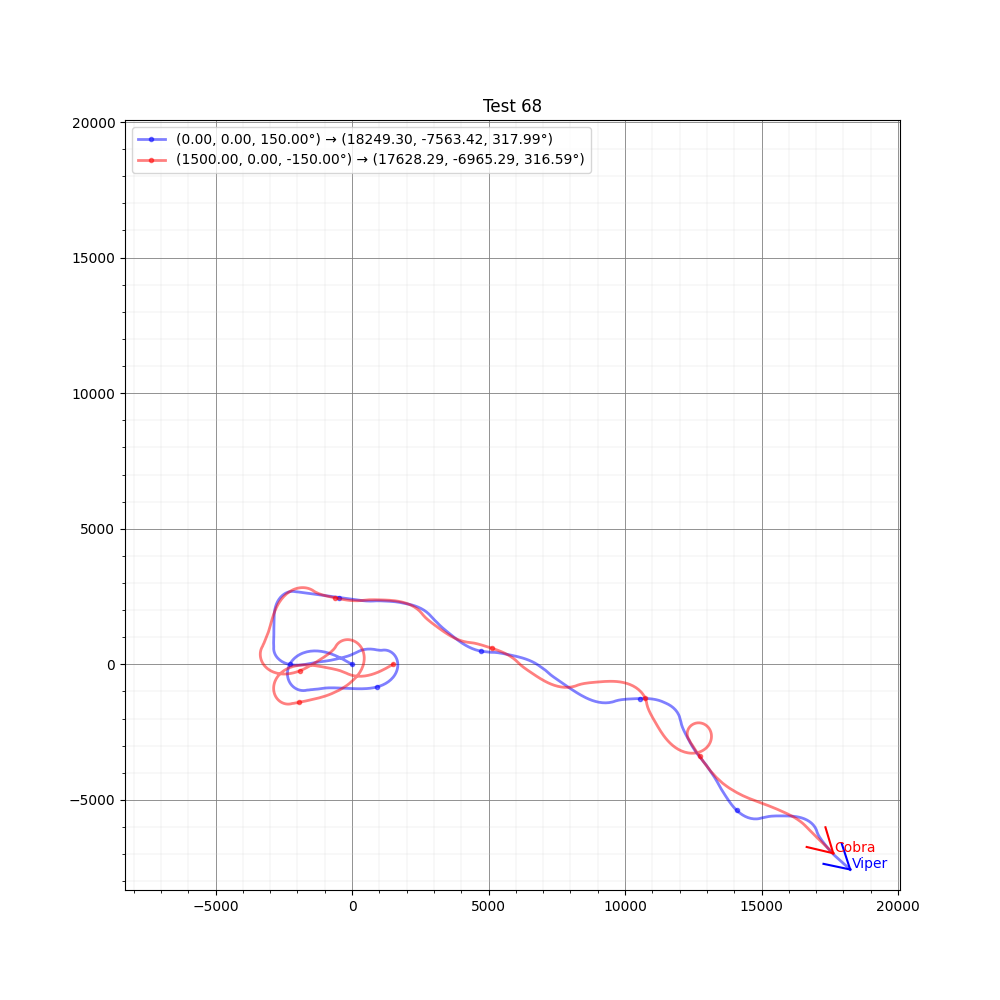 Test 68
(0.00, 0.00, 150.00°) → (18249.30, -7563.42, 317.99°)
(1500.00, 0.00, -150.00°) → (17628.29, -6965.29, 316.59°)
20000
15000
10000
5000
0
−5000
Cobra
Viper
−5000 0 5000 10000 15000 20000